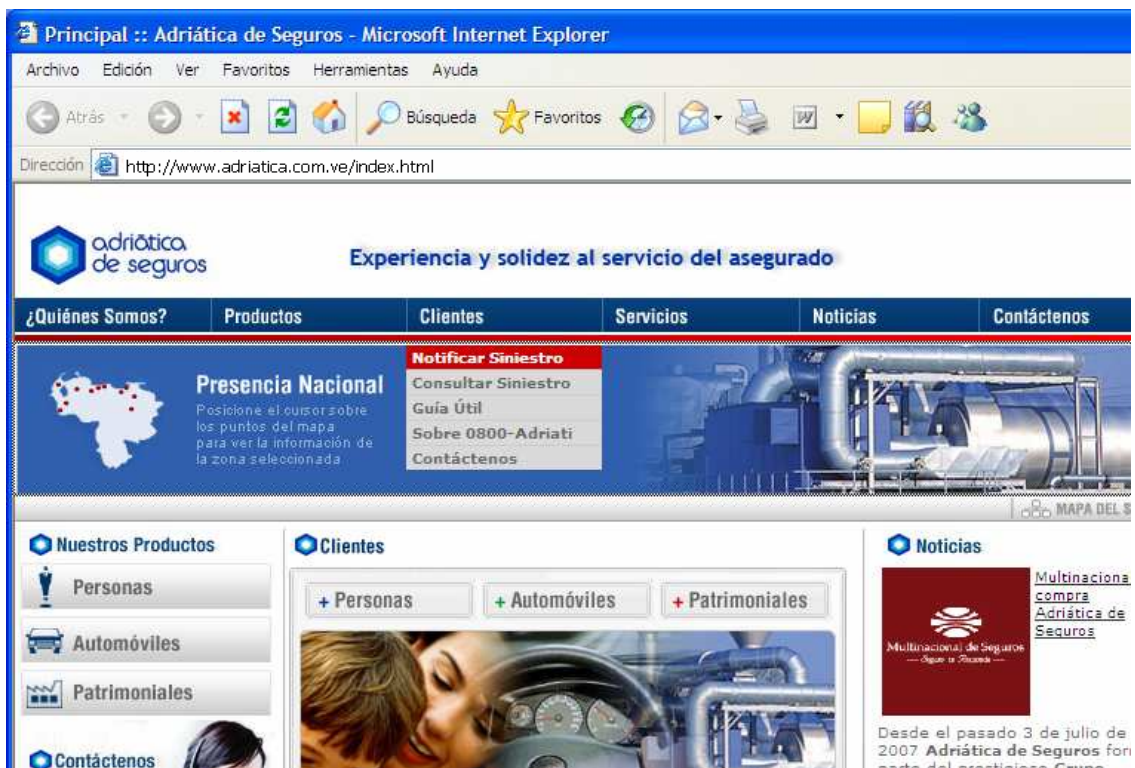 Principal :: Adriática de Seguros - Microsoft Internet Explorer
Archivo Edición Ver Favoritos Herramientas Ayuda
Atrás Búsqueda Favoritos
Dirección http://www.adriatica.com.ve/index.html
adriática
de seguros
Experiencia y solidez al servicio del asegurado
¿Quiénes Somos? Productos Clientes Servicios Noticias Contáctenos
Presencia Nacional
Posicione el cursor sobre
los puntos del mapa
para ver la información de
la zona seleccionada
Notificar Siniestro
Consultar Siniestro
Guía Útil
Sobre 0800-Adriati
Contáctenos
MAPA DEL S
Nuestros Productos
Personas
Automóviles
Patrimoniales
Contáctenos
Clientes
+ Personas + Automóviles + Patrimoniales
Noticias
Multinacional de Seguros
Multinaciona
compra
Adriática de
Seguros
Desde el pasado 3 de julio de
2007 Adriática de Seguros for
parte del prestigioso Grupo